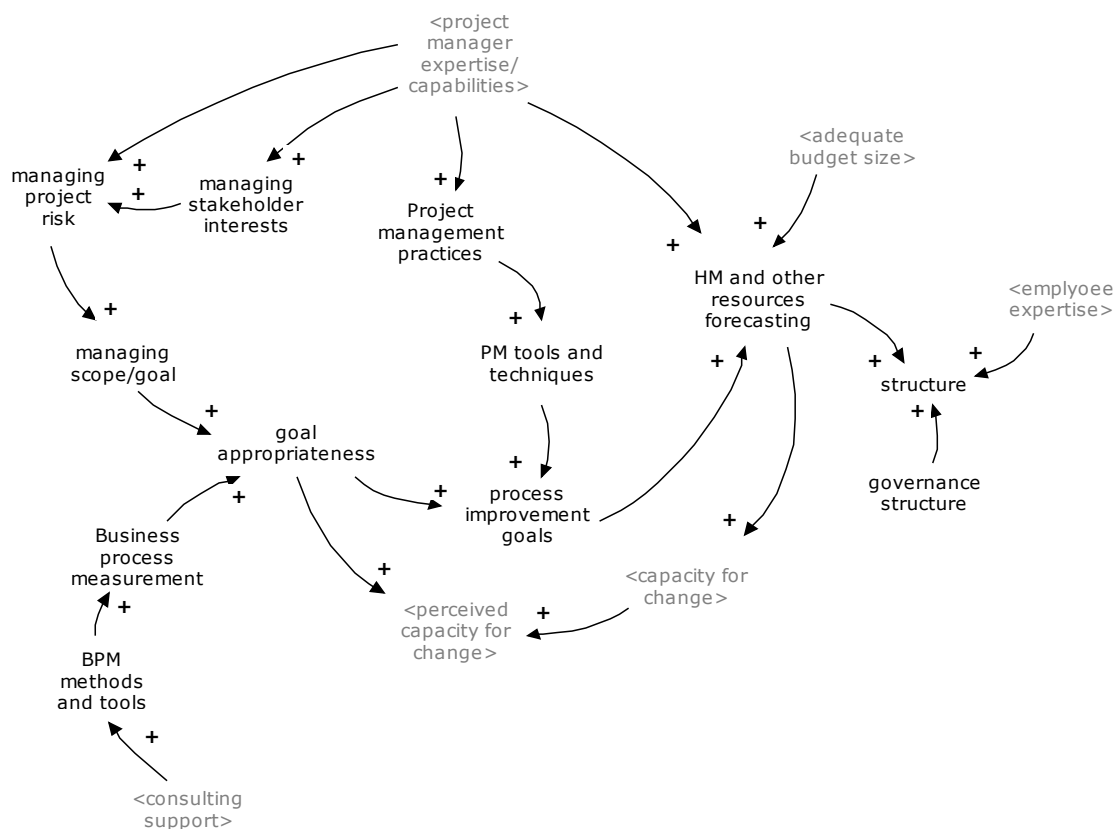 <project
manager
expertise/
capabilities>
<adequate
budget size>
+
+
managing
project
risk
+
managing
stakeholder
interests
+
Project
management
practices
+
+
HM and other
resources
forecasting
<emplyoee
expertise>
+
+
PM tools and
techniques
managing
scope/goal
+
+
+
structure
+
+
goal
appropriateness
+
+
+
process
improvement
goals
governance
structure
+
Business
process
measurement
+
+
<capacity for
change>
+
<perceived
capacity for
change>
+
BPM
methods
and tools
+
<consulting
support>